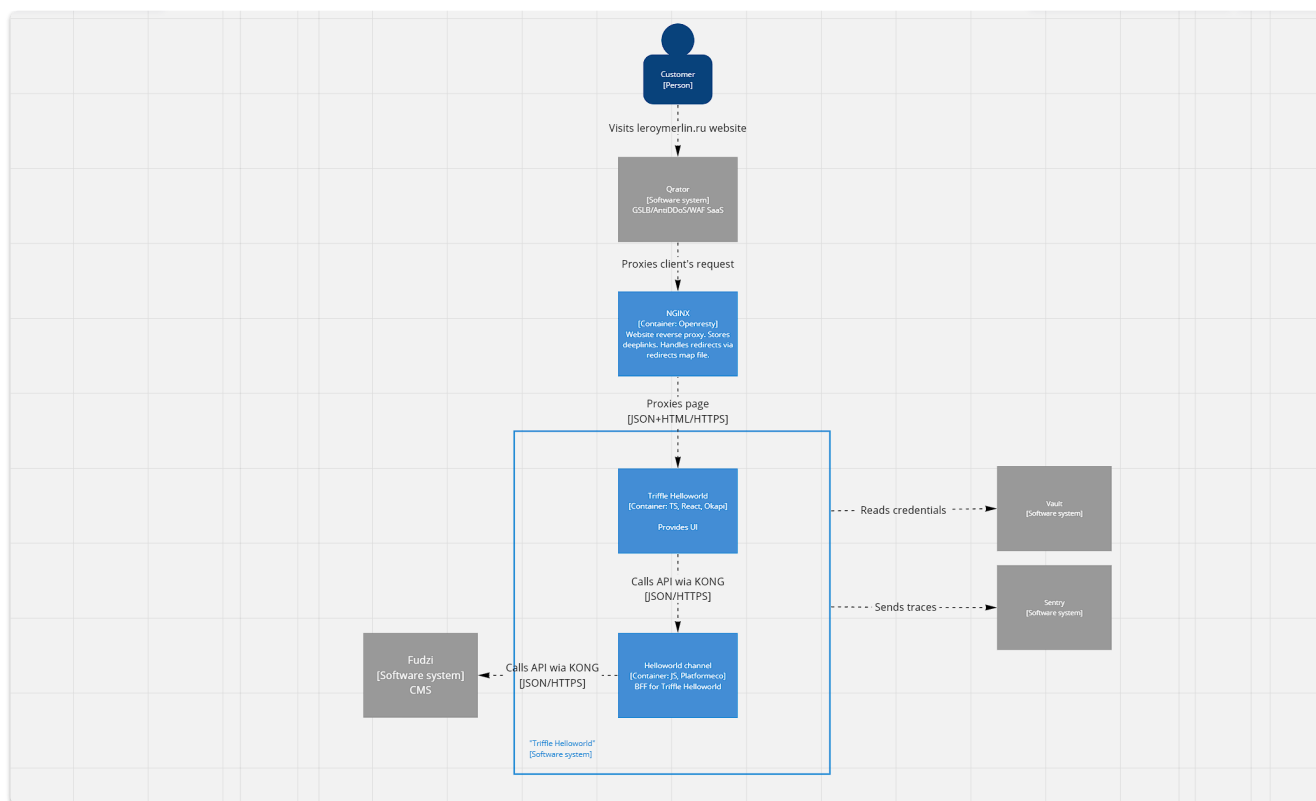 Customer
[Person]
Visits leroymerlin.ru website
Qrator
[Software system]
GSLB/AntiDDoS/WAF SaaS
Proxies client's request
NGINX
[Container: Openresty]
Website reverse proxy. Stores
deeplinks. Handles redirects via
redirects map file.
Proxies page
[JSON+HTML/HTTPS]
Triffle Helloworld
[Container: TS, React, Okapi]
Provides UI
Reads credentials
Vault
[Software system]
Calls API wia KONG
[JSON/HTTPS]
Sends traces
Sentry
[Software system]
Fudzi
[Software system]
CMS
Calls API wia KONG
[JSON/HTTPS]
Helloworld channel
[Container: JS, Platformeco]
BFF for Triffle Helloworld
"Triffle Helloworld"
[Software system]